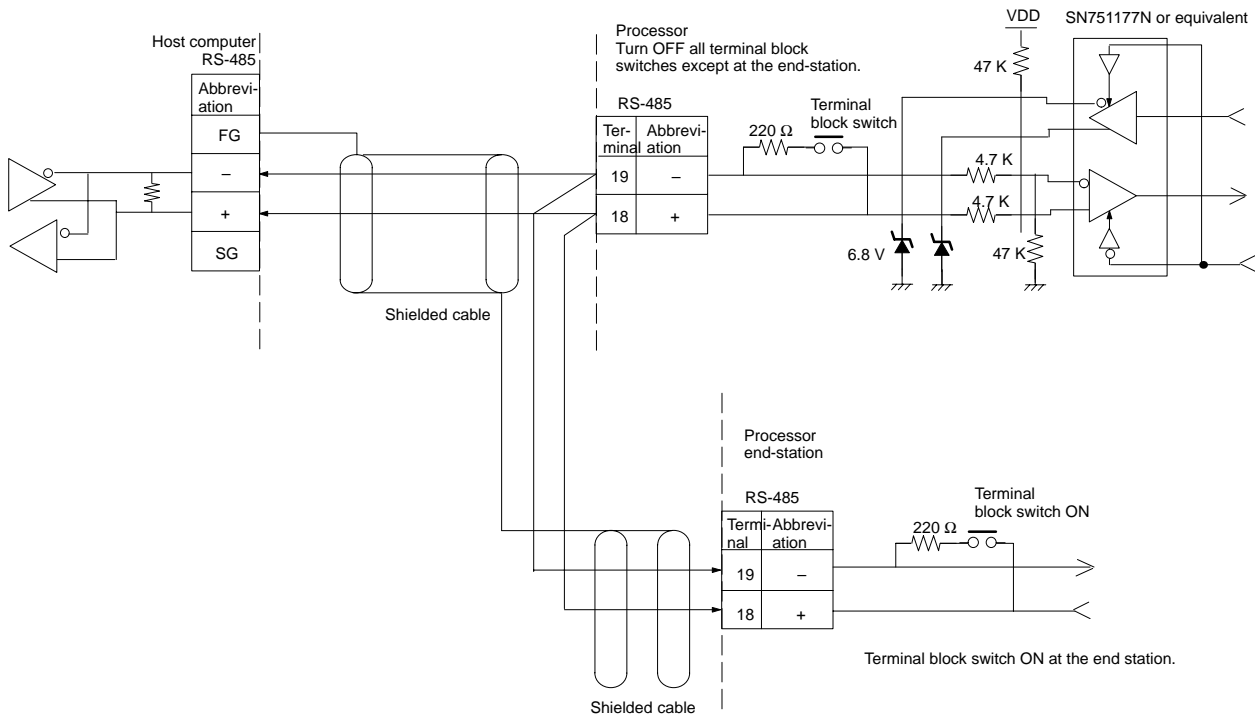 Host computer
RS-485
Abbrevi-
ation
FG
–
+
SG
Shielded cable
Processor
Turn OFF all terminal block
switches except at the end-station.
RS-485
Ter-
minal
Abbrevi-
ation
19
–
18
+
220 Ω
Terminal
block switch
VDD
47 K
SN751177N or equivalent
4.7 K
4.7 K
6.8 V
47 K
Processor
end-station
RS-485
Termi-
nal
Abbrevi-
ation
19
–
18
+
220 Ω
Terminal
block switch ON
Terminal block switch ON at the end station.
Shielded cable